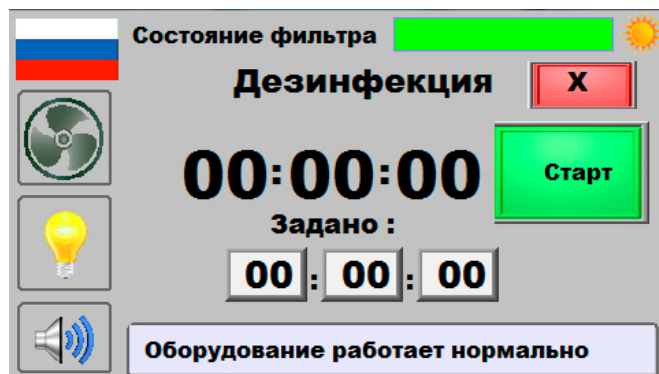 Состояние фильтра
Дезинфекция
X
00:00:00
Старт
Задано :
00 : 00 : 00
Оборудование работает нормально